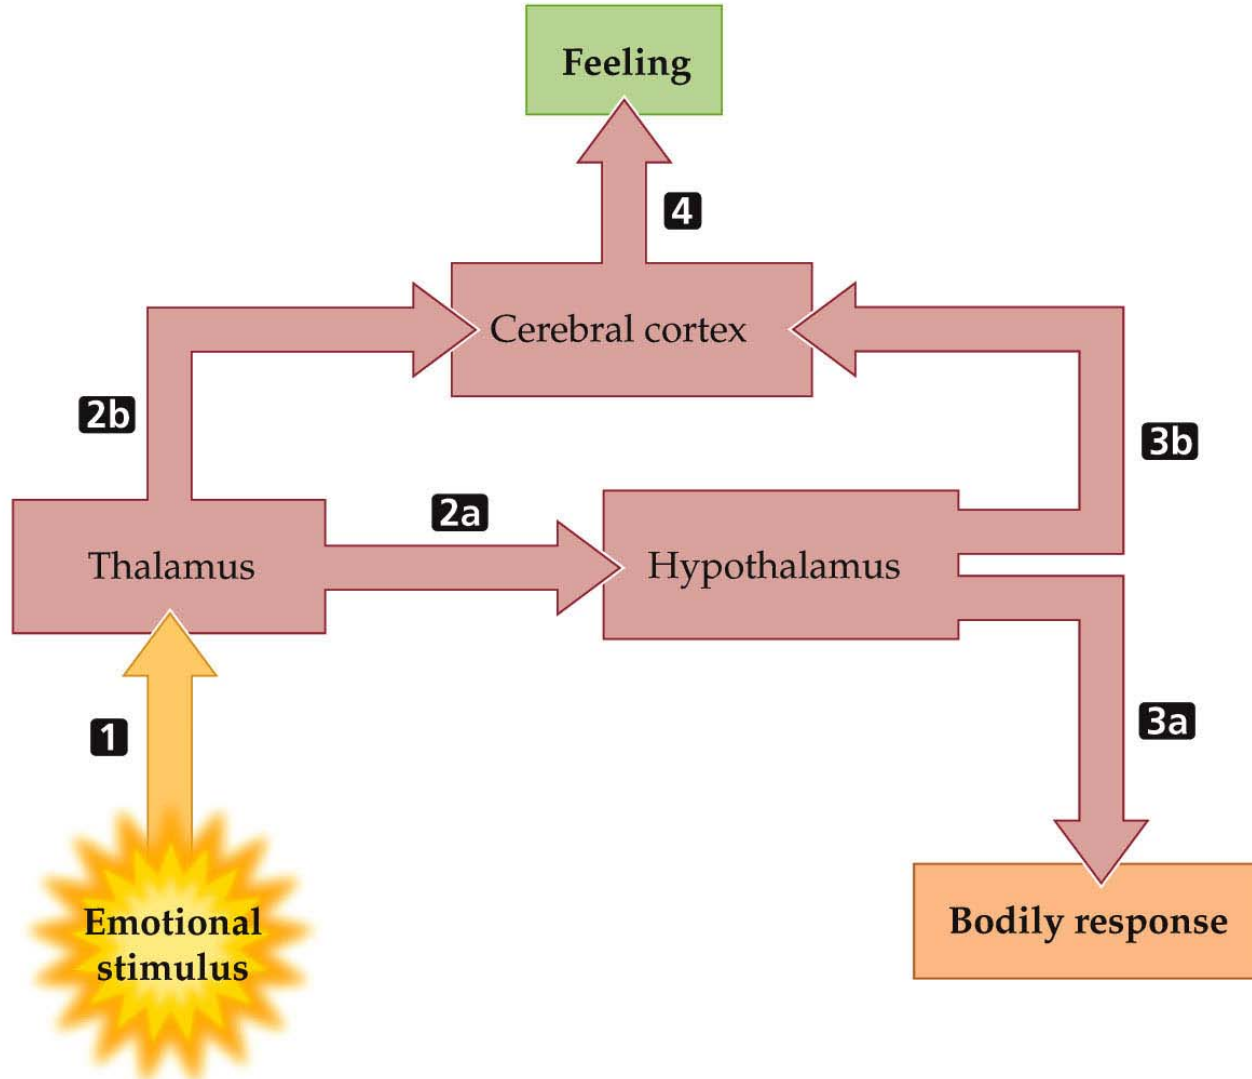 Feeling
4
Cerebral cortex
2b
3b
2a
Thalamus
Hypothalamus
1
3a
Emotional
stimulus
Bodily response